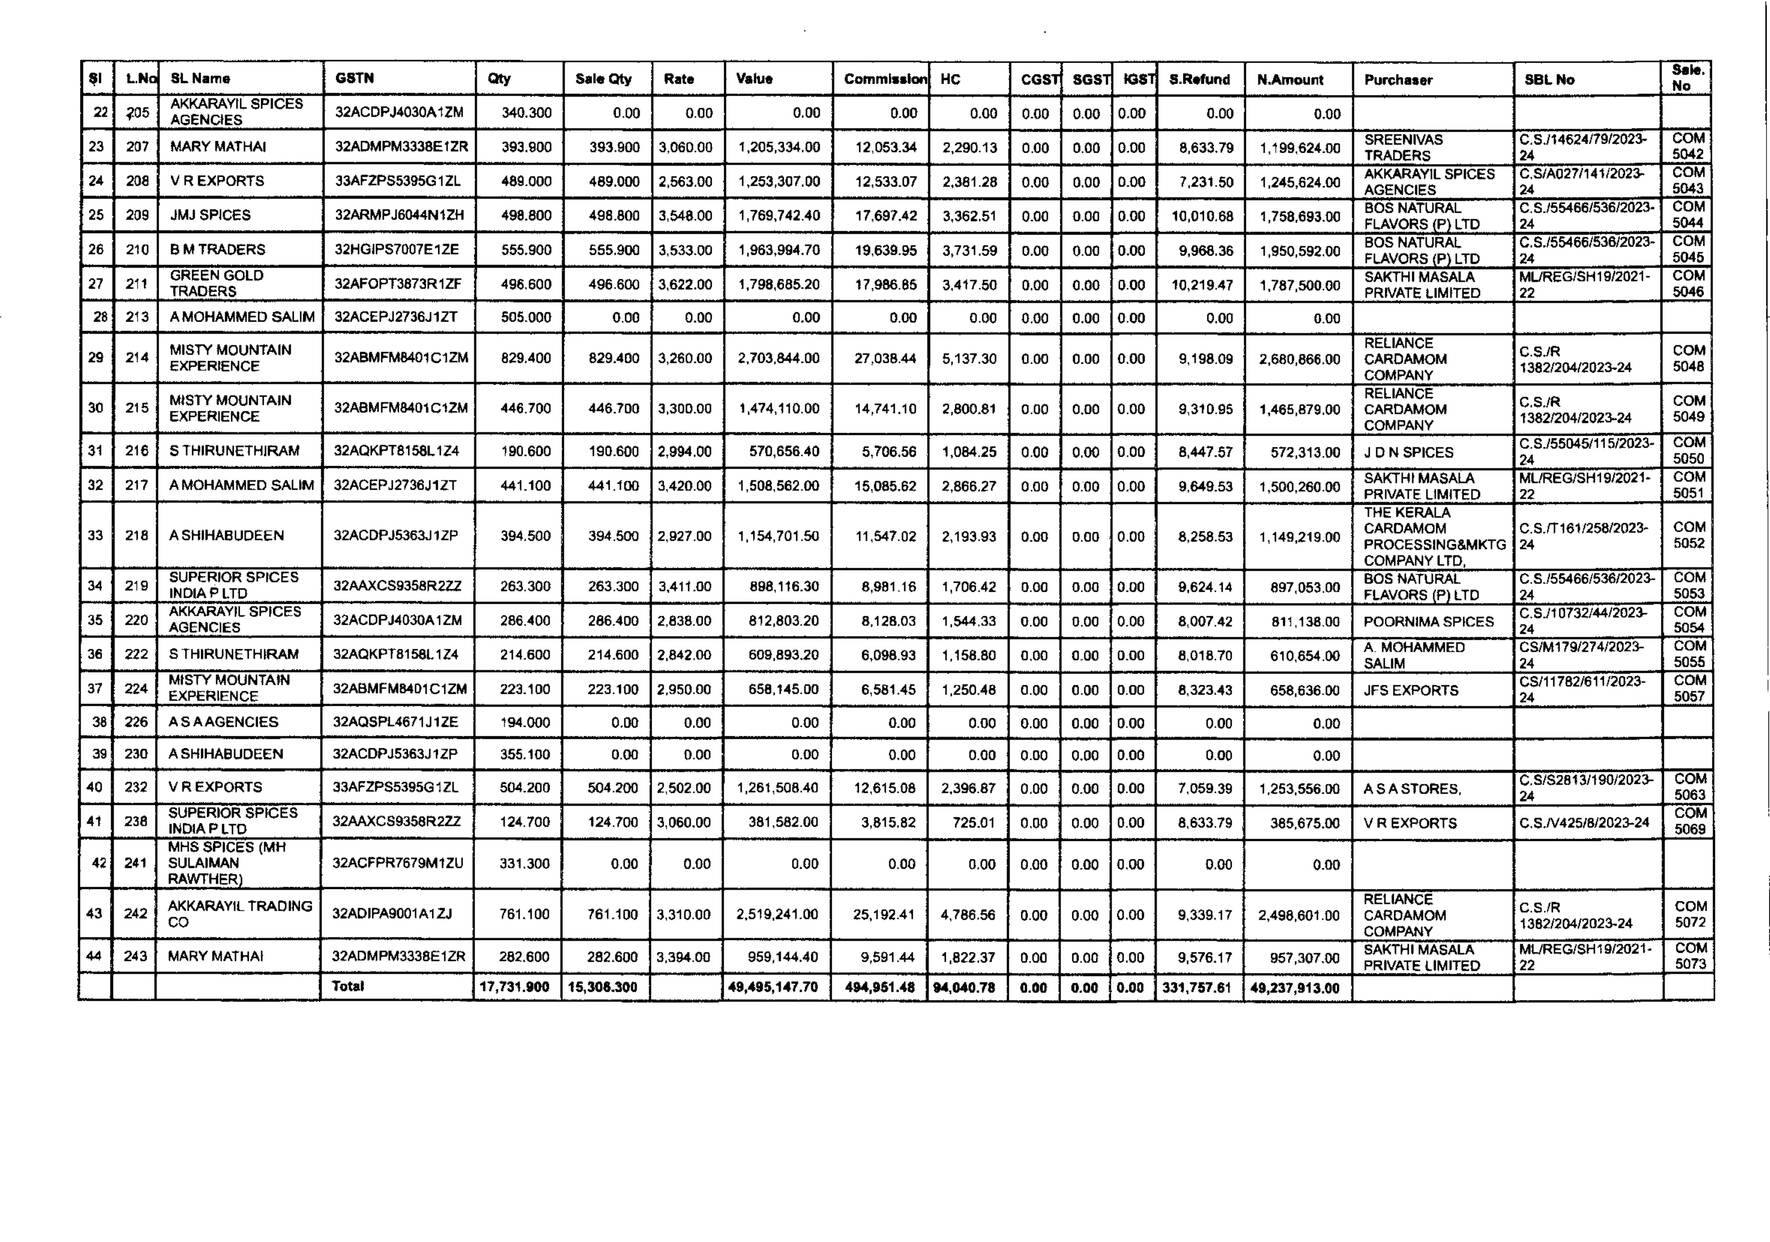 Sl L.No SL Name GSTN Qty Sale Qty Rate Value Commission HC CGST SGST IGST S.Refund N.Amount Purchaser SBL No Sale. No
22 205 AKKARAYIL SPICES AGENCIES 32ACDPJ4030A1ZM 340.300 0.00 0.00 0.00 0.00 0.00 0.00 0.00 0.00 0.00 0.00
23 207 MARY MATHAI 32ADMPM3338E1ZR 393.900 393.900 3,060.00 1,205,334.00 12,053.34 2,290.13 0.00 0.00 0.00 8,633.79 1,199,624.00 SREENIVAS TRADERS C.S./14624/79/2023-24 COM 5042
24 208 V R EXPORTS 33AFZPS5395G1ZL 489.000 489.000 2,563.00 1,253,307.00 12,533.07 2,381.28 0.00 0.00 0.00 7,231.50 1,245,624.00 AKKARAYIL SPICES AGENCIES C.S/A027/141/2023-24 COM 5043
25 209 JMJ SPICES 32ARMPJ6044N1ZH 498.800 498.800 3,548.00 1,769,742.40 17,697.42 3,362.51 0.00 0.00 0.00 10,010.68 1,758,693.00 BOS NATURAL FLAVORS (P) LTD C.S./55466/536/2023-24 COM 5044
26 210 B M TRADERS 32HGIPS7007E1ZE 555.900 555.900 3,533.00 1,963,994.70 19,639.95 3,731.59 0.00 0.00 0.00 9,968.36 1,950,592.00 BOS NATURAL FLAVORS (P) LTD C.S./55466/536/2023-24 COM 5045
27 211 GREEN GOLD TRADERS 32AFOPT3873R1ZF 496.600 496.600 3,622.00 1,798,685.20 17,986.85 3,417.50 0.00 0.00 0.00 10,219.47 1,787,500.00 SAKTHI MASALA PRIVATE LIMITED ML/REG/SH19/2021-22 COM 5046
28 213 A MOHAMMED SALIM 32ACEPJ2736J1ZT 505.000 0.00 0.00 0.00 0.00 0.00 0.00 0.00 0.00 0.00 0.00
29 214 MISTY MOUNTAIN EXPERIENCE 32ABMFM8401C1ZM 829.400 829.400 3,260.00 2,703,844.00 27,038.44 5,137.30 0.00 0.00 0.00 9,198.09 2,680,866.00 RELIANCE CARDAMOM COMPANY C.S./R 1382/204/2023-24 COM 5048
30 215 MISTY MOUNTAIN EXPERIENCE 32ABMFM8401C1ZM 446.700 446.700 3,300.00 1,474,110.00 14,741.10 2,800.81 0.00 0.00 0.00 9,310.95 1,465,879.00 RELIANCE CARDAMOM COMPANY C.S./R 1382/204/2023-24 COM 5049
31 216 S THIRUNETHIRAM 32AQKPT8158L1Z4 190.600 190.600 2,994.00 570,656.40 5,706.56 1,084.25 0.00 0.00 0.00 8,447.57 572,313.00 J D N SPICES C.S./55045/115/2023-24 COM 5050
32 217 A MOHAMMED SALIM 32ACEPJ2736J1ZT 441.100 441.100 3,420.00 1,508,562.00 15,085.62 2,866.27 0.00 0.00 0.00 9,649.53 1,500,260.00 SAKTHI MASALA PRIVATE LIMITED ML/REG/SH19/2021-22 COM 5051
33 218 A SHIHABUDEEN 32ACDPJ5363J1ZP 394.500 394.500 2,927.00 1,154,701.50 11,547.02 2,193.93 0.00 0.00 0.00 8,258.53 1,149,219.00 THE KERALA CARDAMOM PROCESSING&MKTG COMPANY LTD, C.S./T161/258/2023-24 COM 5052
34 219 SUPERIOR SPICES INDIA P LTD 32AAXCS9358R2ZZ 263.300 263.300 3,411.00 898,116.30 8,981.16 1,706.42 0.00 0.00 0.00 9,624.14 897,053.00 BOS NATURAL FLAVORS (P) LTD C.S./55466/536/2023-24 COM 5053
35 220 AKKARAYIL SPICES AGENCIES 32ACDPJ4030A1ZM 286.400 286.400 2,838.00 812,803.20 8,128.03 1,544.33 0.00 0.00 0.00 8,007.42 811,138.00 POORNIMA SPICES C.S./10732/44/2023-24 COM 5054
36 222 S THIRUNETHIRAM 32AQKPT8158L1Z4 214.600 214.600 2,842.00 609,893.20 6,098.93 1,158.80 0.00 0.00 0.00 8,018.70 610,654.00 A. MOHAMMED SALIM CS/M179/274/2023-24 COM 5055
37 224 MISTY MOUNTAIN EXPERIENCE 32ABMFM8401C1ZM 223.100 223.100 2,950.00 658,145.00 6,581.45 1,250.48 0.00 0.00 0.00 8,323.43 658,636.00 JFS EXPORTS CS/11782/611/2023-24 COM 5057
38 226 A S A AGENCIES 32AQSPL4671J1ZE 194.000 0.00 0.00 0.00 0.00 0.00 0.00 0.00 0.00 0.00 0.00
39 230 A SHIHABUDEEN 32ACDPJ5363J1ZP 355.100 0.00 0.00 0.00 0.00 0.00 0.00 0.00 0.00 0.00 0.00
40 232 V R EXPORTS 33AFZPS5395G1ZL 504.200 504.200 2,502.00 1,261,508.40 12,615.08 2,396.87 0.00 0.00 0.00 7,059.39 1,253,556.00 A S A STORES, C.S/S2813/190/2023-24 COM 5063
41 238 SUPERIOR SPICES INDIA P LTD 32AAXCS9358R2ZZ 124.700 124.700 3,060.00 381,582.00 3,815.82 725.01 0.00 0.00 0.00 8,633.79 385,675.00 V R EXPORTS C.S./V425/8/2023-24 COM 5069
42 241 MHS SPICES (MH SULAIMAN RAWTHER) 32ACFPR7679M1ZU 331.300 0.00 0.00 0.00 0.00 0.00 0.00 0.00 0.00 0.00 0.00
43 242 AKKARAYIL TRADING CO 32ADIPA9001A1ZJ 761.100 761.100 3,310.00 2,519,241.00 25,192.41 4,786.56 0.00 0.00 0.00 9,339.17 2,498,601.00 RELIANCE CARDAMOM COMPANY C.S./R 1382/204/2023-24 COM 5072
44 243 MARY MATHAI 32ADMPM3338E1ZR 282.600 282.600 3,394.00 959,144.40 9,591.44 1,822.37 0.00 0.00 0.00 9,576.17 957,307.00 SAKTHI MASALA PRIVATE LIMITED ML/REG/SH19/2021-22 COM 5073
Total 17,731.900 15,306.300 49,495,147.70 494,951.48 94,040.78 0.00 0.00 0.00 331,757.61 49,237,913.00